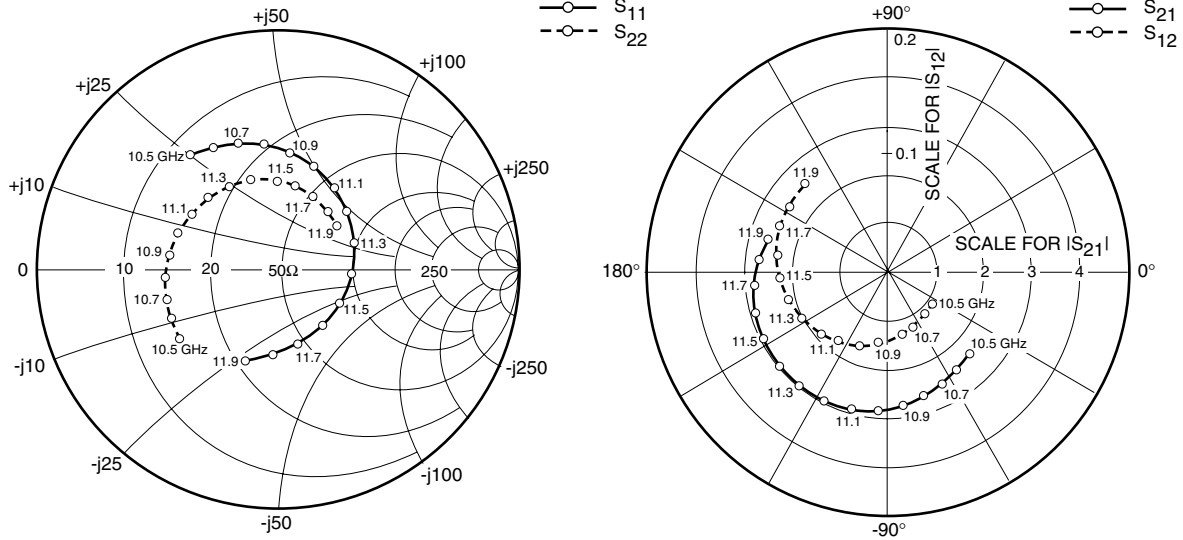 S11
S22
+j50
+j25
+j100
+j10
+j250
0
10
20
50Ω
250
-j10
-j250
-j25
-j100
-j50
10.5 GHz
10.7
10.9
11.1
11.3
11.5
11.7
11.9
11.5
11.3
11.7
11.1
11.9
10.9
10.7
10.5 GHz
S21
S12
+90°
0.2
0.1
SCALE FOR |S12|
SCALE FOR |S21|
180°
0°
1
2
3
4
-90°
11.9
11.7
11.5
11.3
11.1
10.9
10.7
10.5 GHz
11.9
11.7
11.5
11.3
11.1
10.9
10.7
10.5 GHz